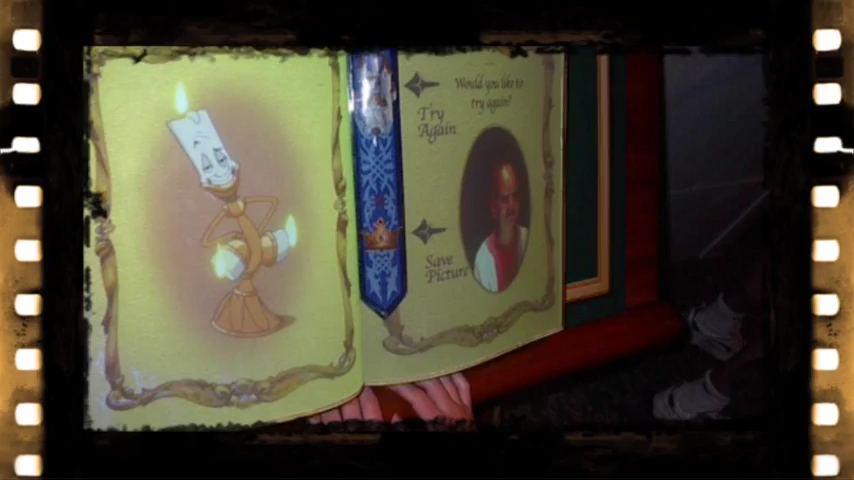 Would you like to
try again?
Try
Again
Save
Picture